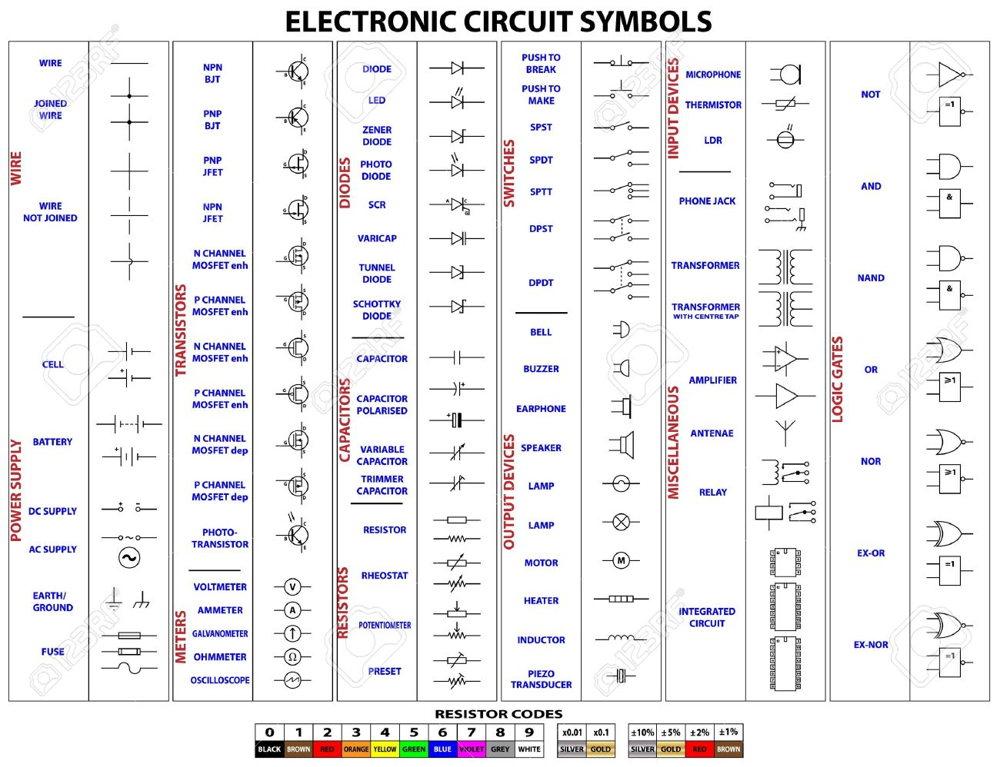 ELECTRONIC CIRCUIT SYMBOLS
WIRE
WIRE
JOINED
WIRE
WIRE
NOT JOINED
POWER SUPPLY
CELL
BATTERY
DC SUPPLY
AC SUPPLY
EARTH/
GROUND
FUSE
TRANSISTORS
NPN
BJT
PNP
BJT
PNP
JFET
NPN
JFET
N CHANNEL
MOSFET enh
P CHANNEL
MOSFET enh
N CHANNEL
MOSFET enh
P CHANNEL
MOSFET enh
N CHANNEL
MOSFET dep
P CHANNEL
MOSFET dep
PHOTO-
TRANSISTOR
METERS
VOLTMETER
V
AMMETER
A
GALVANOMETER
OHMMETER
Ω
OSCILLOSCOPE
DIODES
DIODE
LED
ZENER
DIODE
PHOTO
DIODE
SCR
A C
G
VARICAP
TUNNEL
DIODE
SCHOTTKY
DIODE
CAPACITORS
CAPACITOR
CAPACITOR
POLARISED
VARIABLE
CAPACITOR
TRIMMER
CAPACITOR
RESISTORS
RESISTOR
RHEOSTAT
POTENTIOMETER
PRESET
SWITCHES
PUSH TO
BREAK
PUSH TO
MAKE
SPST
SPDT
SPTT
DPST
DPDT
OUTPUT DEVICES
BELL
BUZZER
EARPHONE
SPEAKER
LAMP
LAMP
MOTOR
M
HEATER
INDUCTOR
PIEZO
TRANSDUCER
INPUT DEVICES
MICROPHONE
THERMISTOR
LDR
MISCELLANEOUS
PHONE JACK
TRANSFORMER
TRANSFORMER
WITH CENTRE TAP
AMPLIFIER
ANTENAE
RELAY
INTEGRATED
CIRCUIT
LOGIC GATES
NOT
=1
AND
&
NAND
&
OR
≥1
NOR
≥1
EX-OR
=1
EX-NOR
=1
RESISTOR CODES
0 1 2 3 4 5 6 7 8 9 x0.01 x0.1 ±10% ±5% ±2% ±1%
BLACK BROWN RED ORANGE YELLOW GREEN BLUE VIOLET GREY WHITE SILVER GOLD SILVER GOLD RED BROWN
123RF